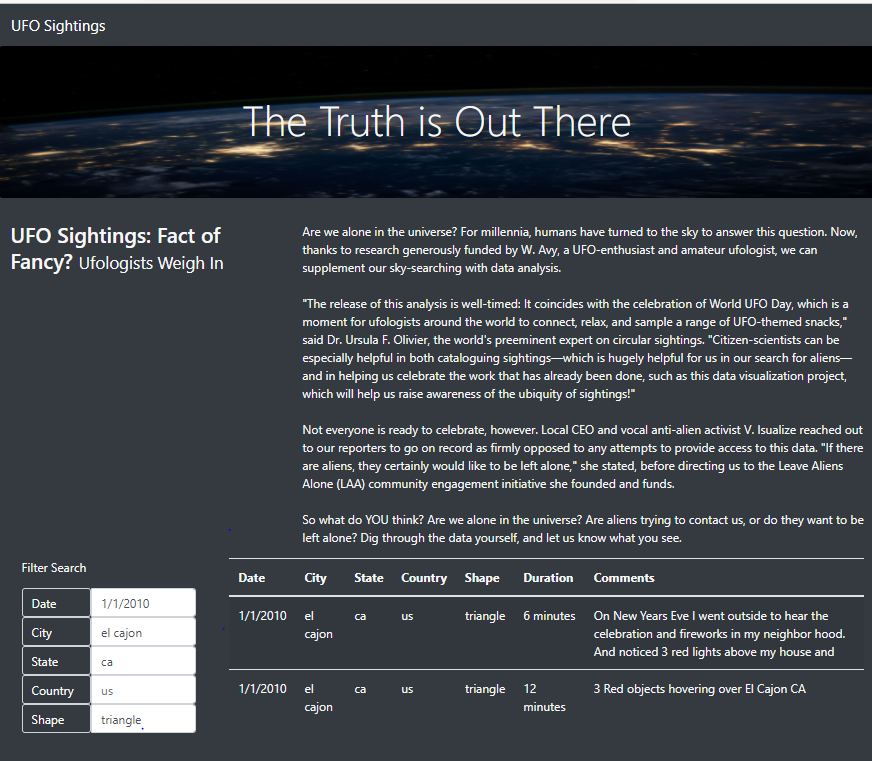 UFO Sightings
The Truth is Out There
UFO Sightings: Fact of
Fancy? Ufologists Weigh In
Are we alone in the universe? For millennia, humans have turned to the sky to answer this question. Now,
thanks to research generously funded by W. Avy, a UFO-enthusiast and amateur ufologist, we can
supplement our sky-searching with data analysis.
"The release of this analysis is well-timed: It coincides with the celebration of World UFO Day, which is a
moment for ufologists around the world to connect, relax, and sample a range of UFO-themed snacks,"
said Dr. Ursula F. Olivier, the world's preeminent expert on circular sightings. "Citizen-scientists can be
especially helpful in both cataloguing sightings—which is hugely helpful for us in our search for aliens—
and in helping us celebrate the work that has already been done, such as this data visualization project,
which will help us raise awareness of the ubiquity of sightings!"
Not everyone is ready to celebrate, however. Local CEO and vocal anti-alien activist V. Isualize reached out
to our reporters to go on record as firmly opposed to any attempts to provide access to this data. "If there
are aliens, they certainly would like to be left alone," she stated, before directing us to the Leave Aliens
Alone (LAA) community engagement initiative she founded and funds.
So what do YOU think? Are we alone in the universe? Are aliens trying to contact us, or do they want to be
left alone? Dig through the data yourself, and let us know what you see.
Filter Search
Date 1/1/2010
City el cajon
State ca
Country us
Shape triangle
Date City State Country Shape Duration Comments
1/1/2010 el ca us triangle 6 minutes On New Years Eve I went outside to hear the
cajon celebration and fireworks in my neighbor hood.
And noticed 3 red lights above my house and
1/1/2010 el ca us triangle 12 3 Red objects hovering over El Cajon CA
cajon minutes